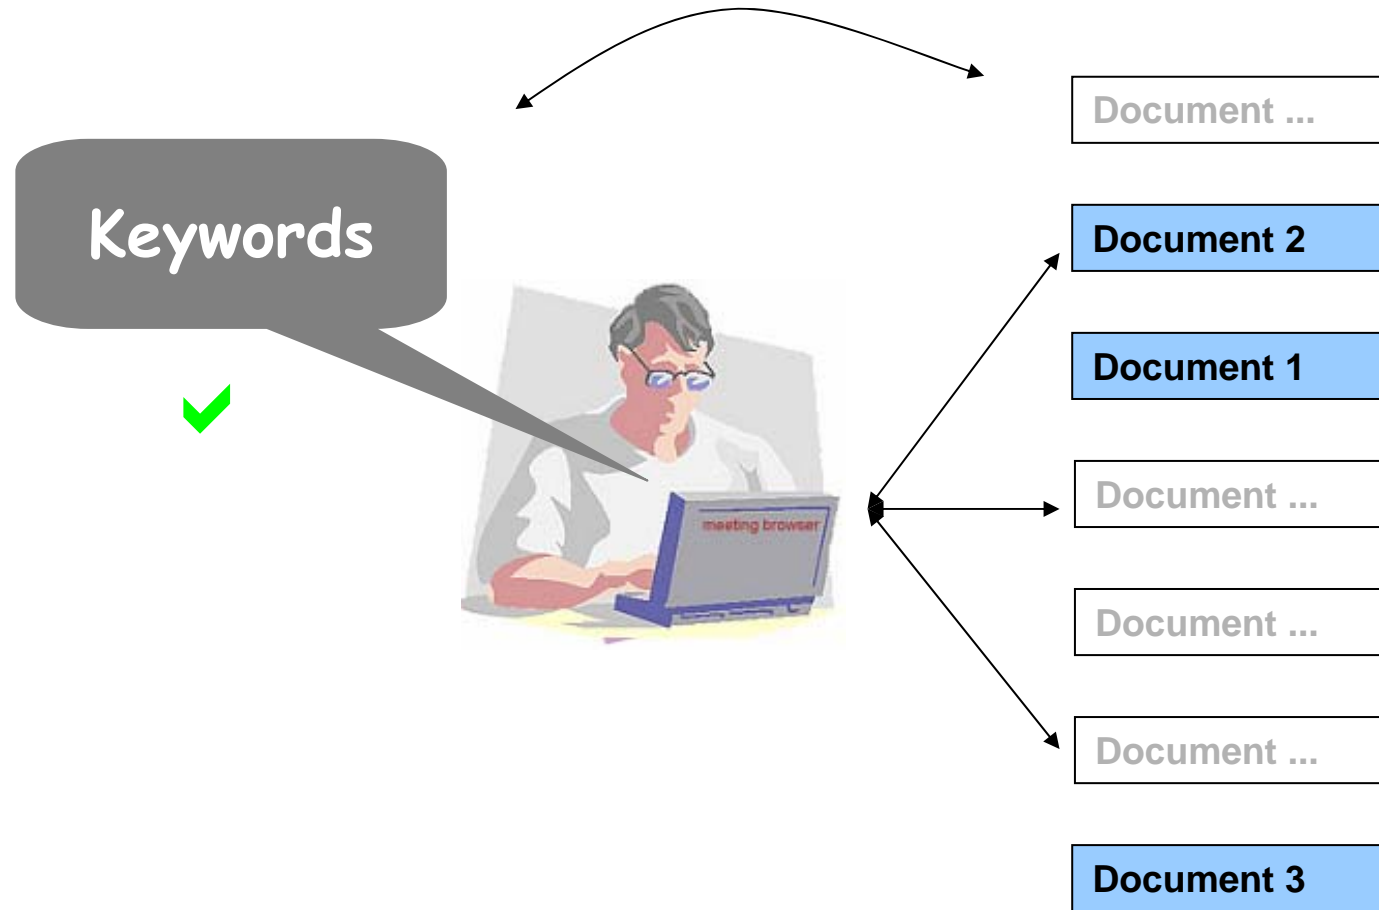 Document ...
Keywords
Document 2
Document 1
Document ...
meeting browser
Document ...
Document ...
Document 3